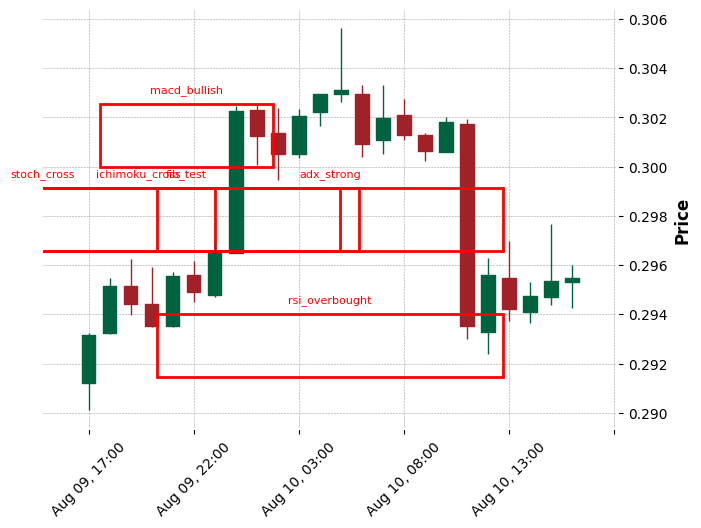 0.306
0.304
macd_bullish
0.302
0.300
stoch_cross
ichimoku_cross
adx_strong
0.298
Price
0.296
rsi_overbought
0.294
0.292
0.290
Aug 09, 17:00
Aug 09, 22:00
Aug 10, 03:00
Aug 10, 08:00
Aug 10, 13:00